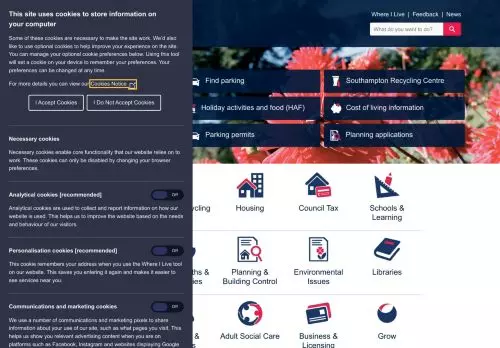 This site uses cookies to store information on
your computer
Some of these cookies are necessary to make the site work. We'd also
like to use optional cookies to help improve your experience on the site.
You can manage your optional cookie preferences below. Using this tool
will set a cookie on your device to remember your preferences. Your
preferences can be changed at any time.
For more details you can view our Cookies Notice
I Accept Cookies
I Do Not Accept Cookies
Necessary cookies
Necessary cookies enable core functionality that our website relies on to
work. These cookies can only be disabled by changing your browser
preferences.
Analytical cookies [recommended]
Off
Analytical cookies are used to collect and report information on how our
website is used. This helps us to improve the website based on the needs
and behaviour of our visitors.
Personalisation cookies [recommended]
Off
This cookie remembers your address when you use the Where I Live tool
on our website. This saves you entering it again and makes it easier to
see services near you.
Communications and marketing cookies
Off
We use a number of communications and marketing pixels to share
information about your use of our site, such as what pages you visit. This
helps us show you relevant advertising content when you are on
platforms such as Facebook, Instagram and websites displaying Google
Where I Live | Feedback | News
What do you want to do?
Find parking
Southampton Recycling Centre
Holiday activities and food (HAF)
Cost of living information
Parking permits
Planning applications
ycling
Housing
Council Tax
Schools &
Learning
hs &
es
Planning &
Building Control
Environmental
Issues
Libraries
&
s
Adult Social Care
Business &
Licensing
Grow